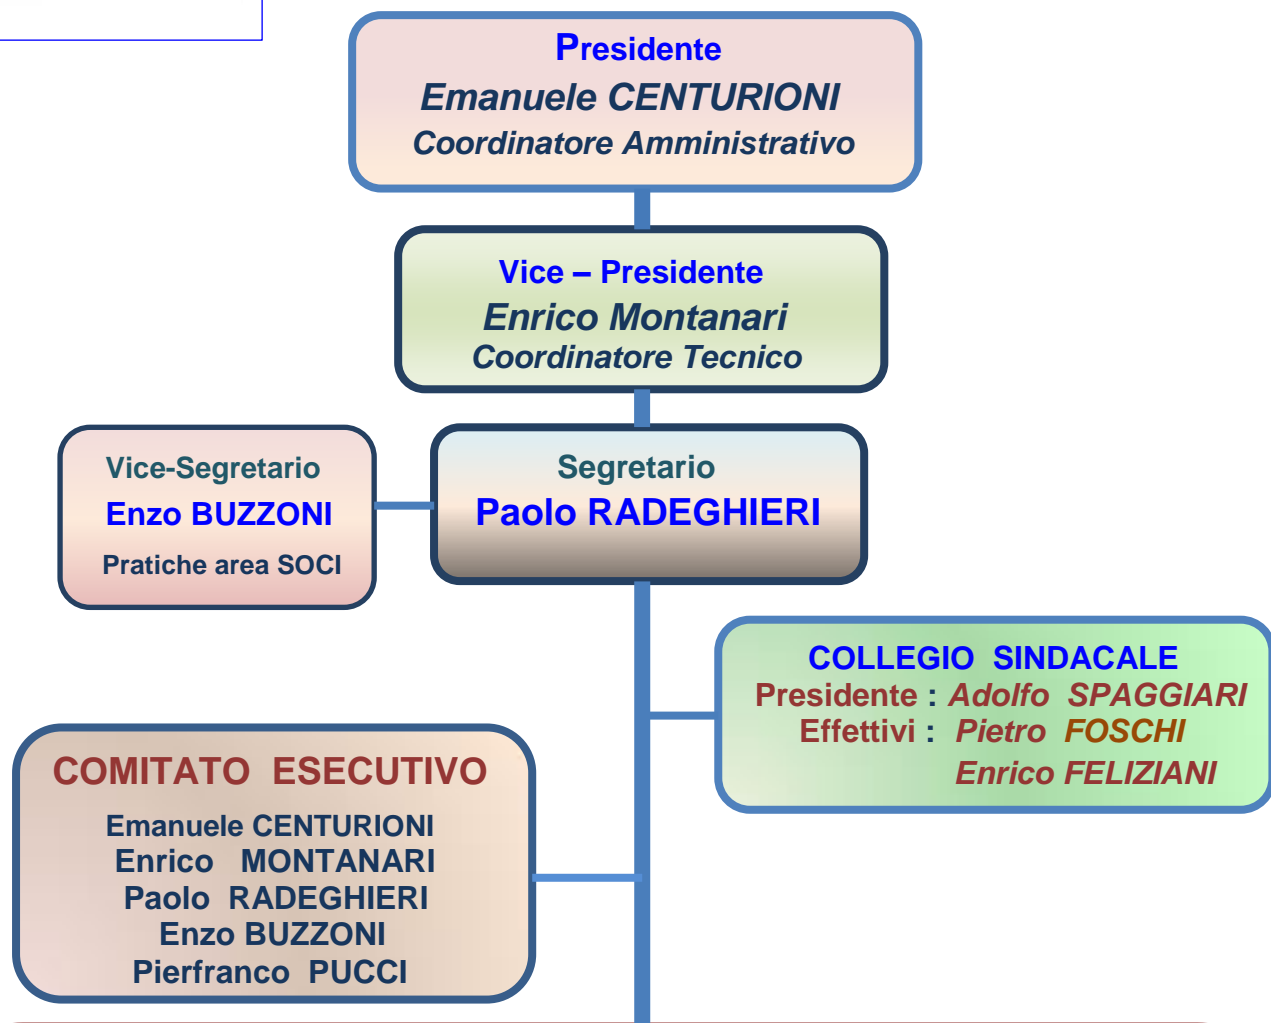 Presidente
Emanuele CENTURIONI
Coordinatore Amministrativo
Vice – Presidente
Enrico Montanari
Coordinatore Tecnico
Vice-Segretario
Enzo BUZZONI
Pratiche area SOCI
Segretario
Paolo RADEGHIERI
COLLEGIO SINDACALE
Presidente : Adolfo SPAGGIARI
Effettivi : Pietro FOSCHI
Enrico FELIZIANI
COMITATO ESECUTIVO
Emanuele CENTURIONI
Enrico MONTANARI
Paolo RADEGHIERI
Enzo BUZZONI
Pierfranco PUCCI